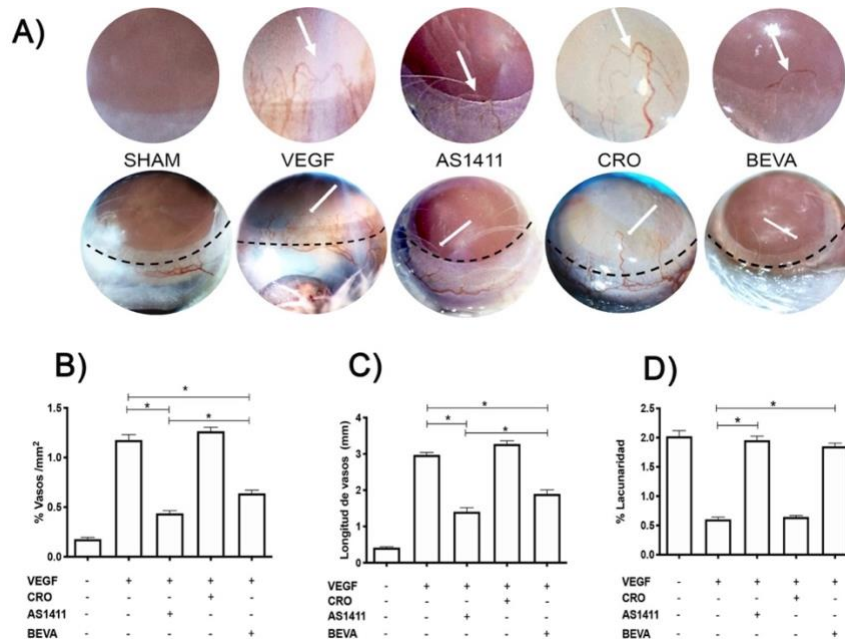 A)
SHAM VEGF AS1411 CRO BEVA
B)
% Vasos /mm²
1.5
1.0
0.5
0.0
* * *
VEGF - + + + +
CRO - - - + -
AS1411 - - + - -
BEVA - - - - +
C)
Longitud de vasos (mm)
4
3
2
1
0
* * *
VEGF - + + + +
CRO - - - + -
AS1411 - - + - -
BEVA - - - - +
D)
% Lacunaridad
2.5
2.0
1.5
1.0
0.5
0.0
* *
VEGF - + + + +
CRO - - - + -
AS1411 - - + - -
BEVA - - - - +